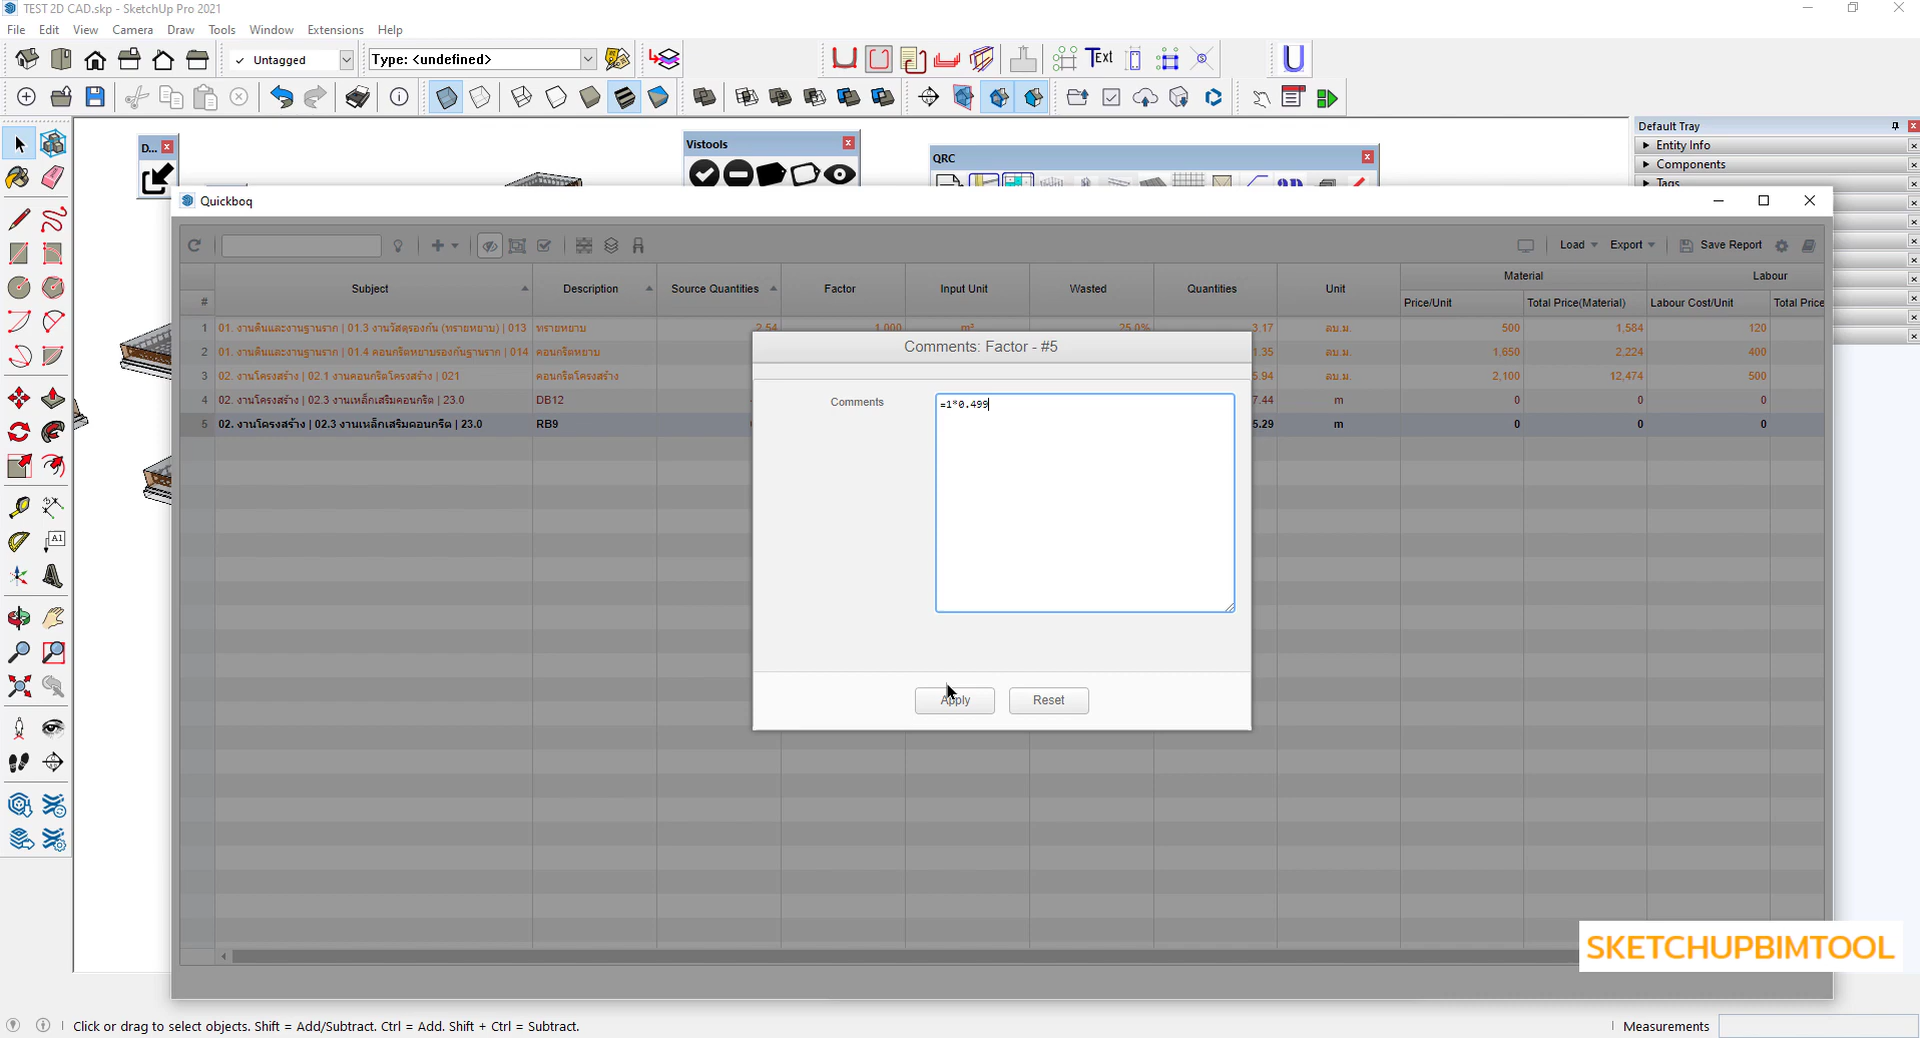 TEST 2D CAD.skp - SketchUp Pro 2021
File Edit View Camera Draw Tools Window Extensions Help
Untagged
Type: <undefined>
Text
Default Tray
Entity Info
Components
Tags
D...
Vistools
QRC
Quickboq
Load Export Save Report
Material Labour
# Subject Description Source Quantities Factor Input Unit Wasted Quantities Unit
Price/Unit Total Price(Material) Labour Cost/Unit Total Price
1 01. งานดินและงานฐานราก | 01.3 งานวัสดุรองก้น (ทรายหยาบ) | 013 ทรายหยาบ 2.54 1.000 m³ 25.0% 3.17 ลบ.ม. 500 1,584 120
2 01. งานดินและงานฐานราก | 01.4 คอนกรีตหยาบรองก้นฐานราก | 014 คอนกรีตหยาบ 1.35 ลบ.ม. 1,650 2,224 400
3 02. งานโครงสร้าง | 02.1 งานคอนกรีตโครงสร้าง | 021 คอนกรีตโครงสร้าง 5.94 ลบ.ม. 2,100 12,474 500
4 02. งานโครงสร้าง | 02.3 งานเหล็กเสริมคอนกรีต | 23.0 DB12 7.44 m 0 0 0
5 02. งานโครงสร้าง | 02.3 งานเหล็กเสริมคอนกรีต | 23.0 RB9 5.29 m 0 0 0
Comments: Factor - #5
Comments
=1*0.499
Apply Reset
SKETCHUPBIMTOOL
Click or drag to select objects. Shift = Add/Subtract. Ctrl = Add. Shift + Ctrl = Subtract.
Measurements